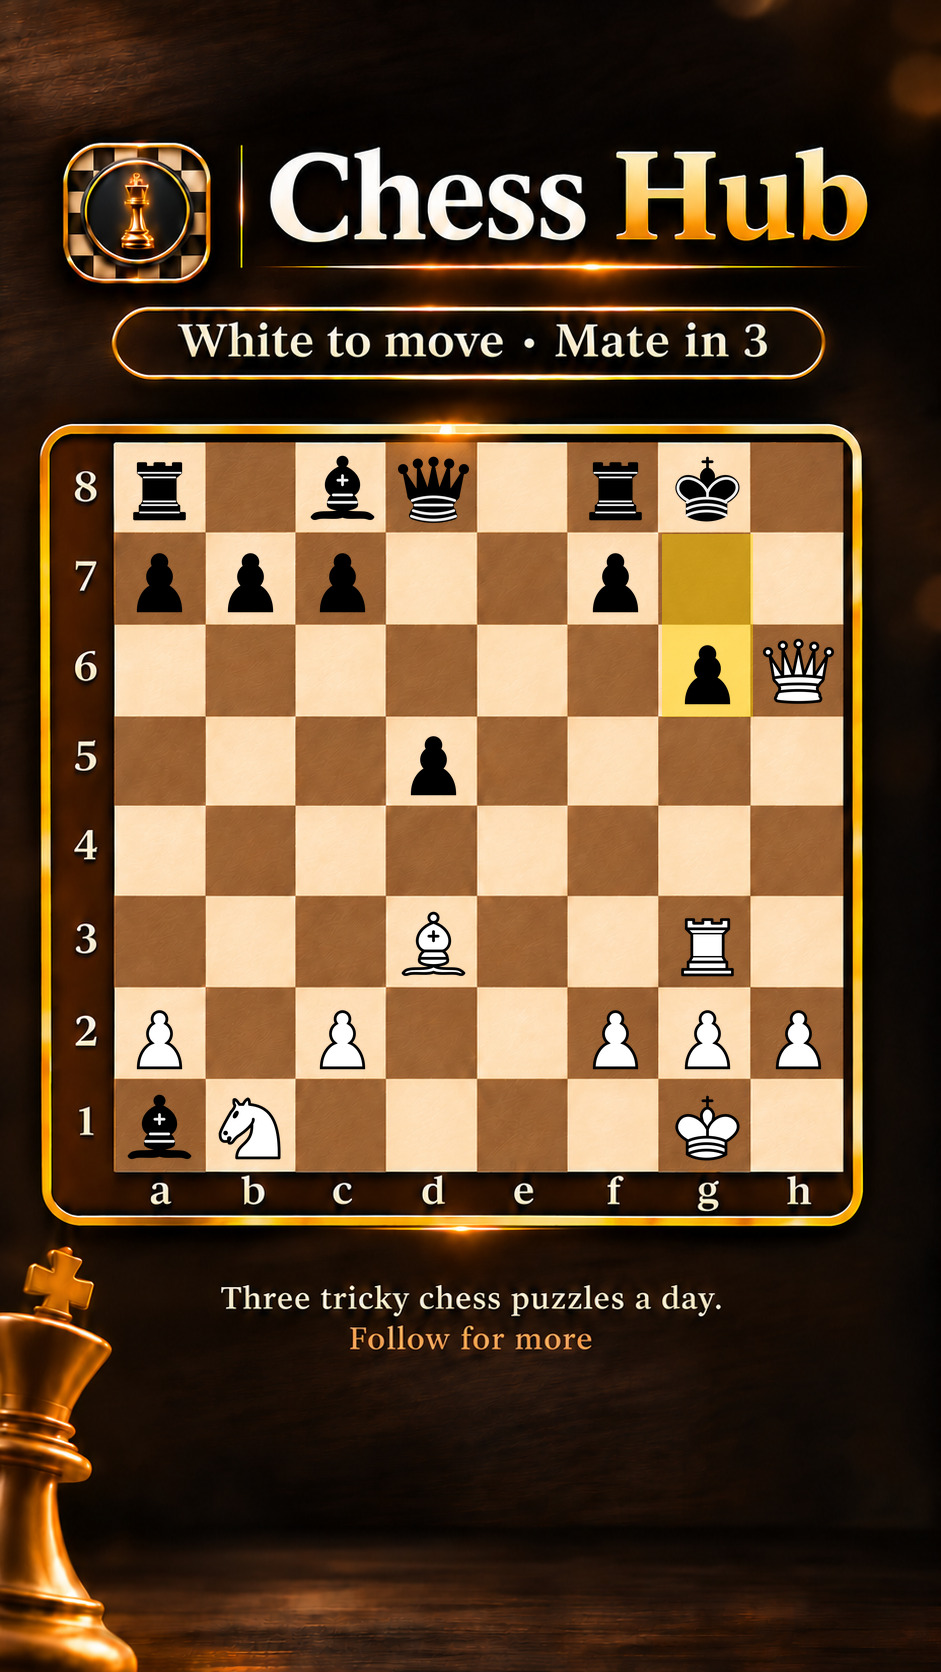 Chess Hub
White to move • Mate in 3
8
7
6
5
4
3
2
1
a b c d e f g h
Three tricky chess puzzles a day.
Follow for more